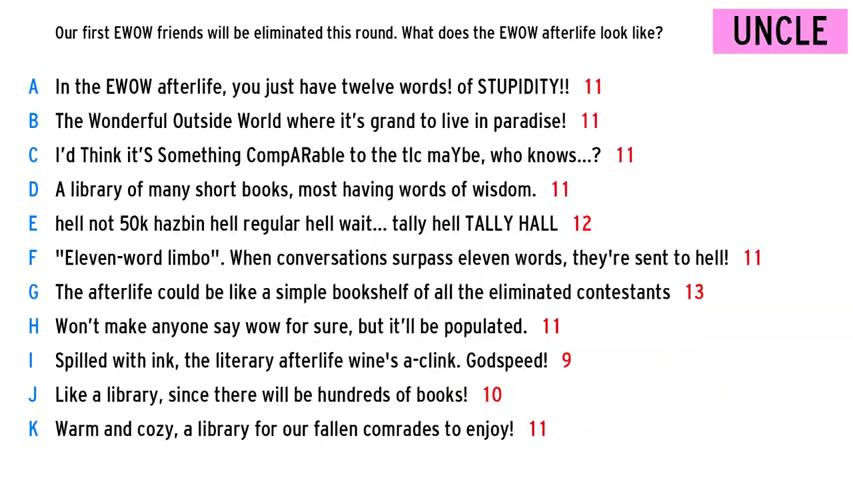 Our first EWOW friends will be eliminated this round. What does the EWOW afterlife look like?
UNCLE
A In the EWOW afterlife, you just have twelve words! of STUPIDITY!! 11
B The Wonderful Outside World where it's grand to live in paradise! 11
C I'd Think it'S Something CompARable to the tlc maYbe, who knows...? 11
D A library of many short books, most having words of wisdom. 11
E hell not 50k hazbin hell regular hell wait... tally hell TALLY HALL 12
F "Eleven-word limbo". When conversations surpass eleven words, they're sent to hell! 11
G The afterlife could be like a simple bookshelf of all the eliminated contestants 13
H Won't make anyone say wow for sure, but it'll be populated. 11
I Spilled with ink, the literary afterlife wine's a-clink. Godspeed! 9
J Like a library, since there will be hundreds of books! 10
K Warm and cozy, a library for our fallen comrades to enjoy! 11